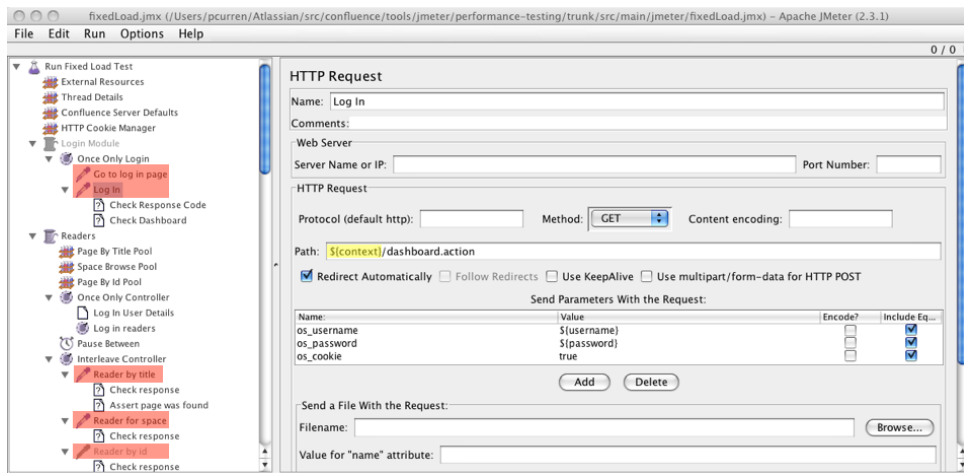 fixedLoad.jmx (/Users/pcurren/Atlassian/src/confluence/tools/jmeter/performance-testing/trunk/src/main/jmeter/fixedLoad.jmx) – Apache JMeter (2.3.1)
File Edit Run Options Help
0 / 0
Run Fixed Load Test
External Resources
Thread Details
Confluence Server Defaults
HTTP Cookie Manager
Login Module
Once Only Login
Go to log in page
Log In
Check Response Code
Check Dashboard
Readers
Page By Title Pool
Space Browse Pool
Page By Id Pool
Once Only Controller
Log In User Details
Log in readers
Pause Between
Interleave Controller
Reader by title
Check response
Assert page was found
Reader for space
Check response
Reader by id
Check response
HTTP Request
Name: Log In
Comments:
Web Server
Server Name or IP: Port Number:
HTTP Request
Protocol (default http): Method: GET Content encoding:
Path: ${context}/dashboard.action
Redirect Automatically Follow Redirects Use KeepAlive Use multipart/form-data for HTTP POST
Send Parameters With the Request:
Name: Value Encode? Include Eq...
os_username ${username}
os_password ${password}
os_cookie true
Add Delete
Send a File With the Request:
Filename: Browse...
Value for "name" attribute: